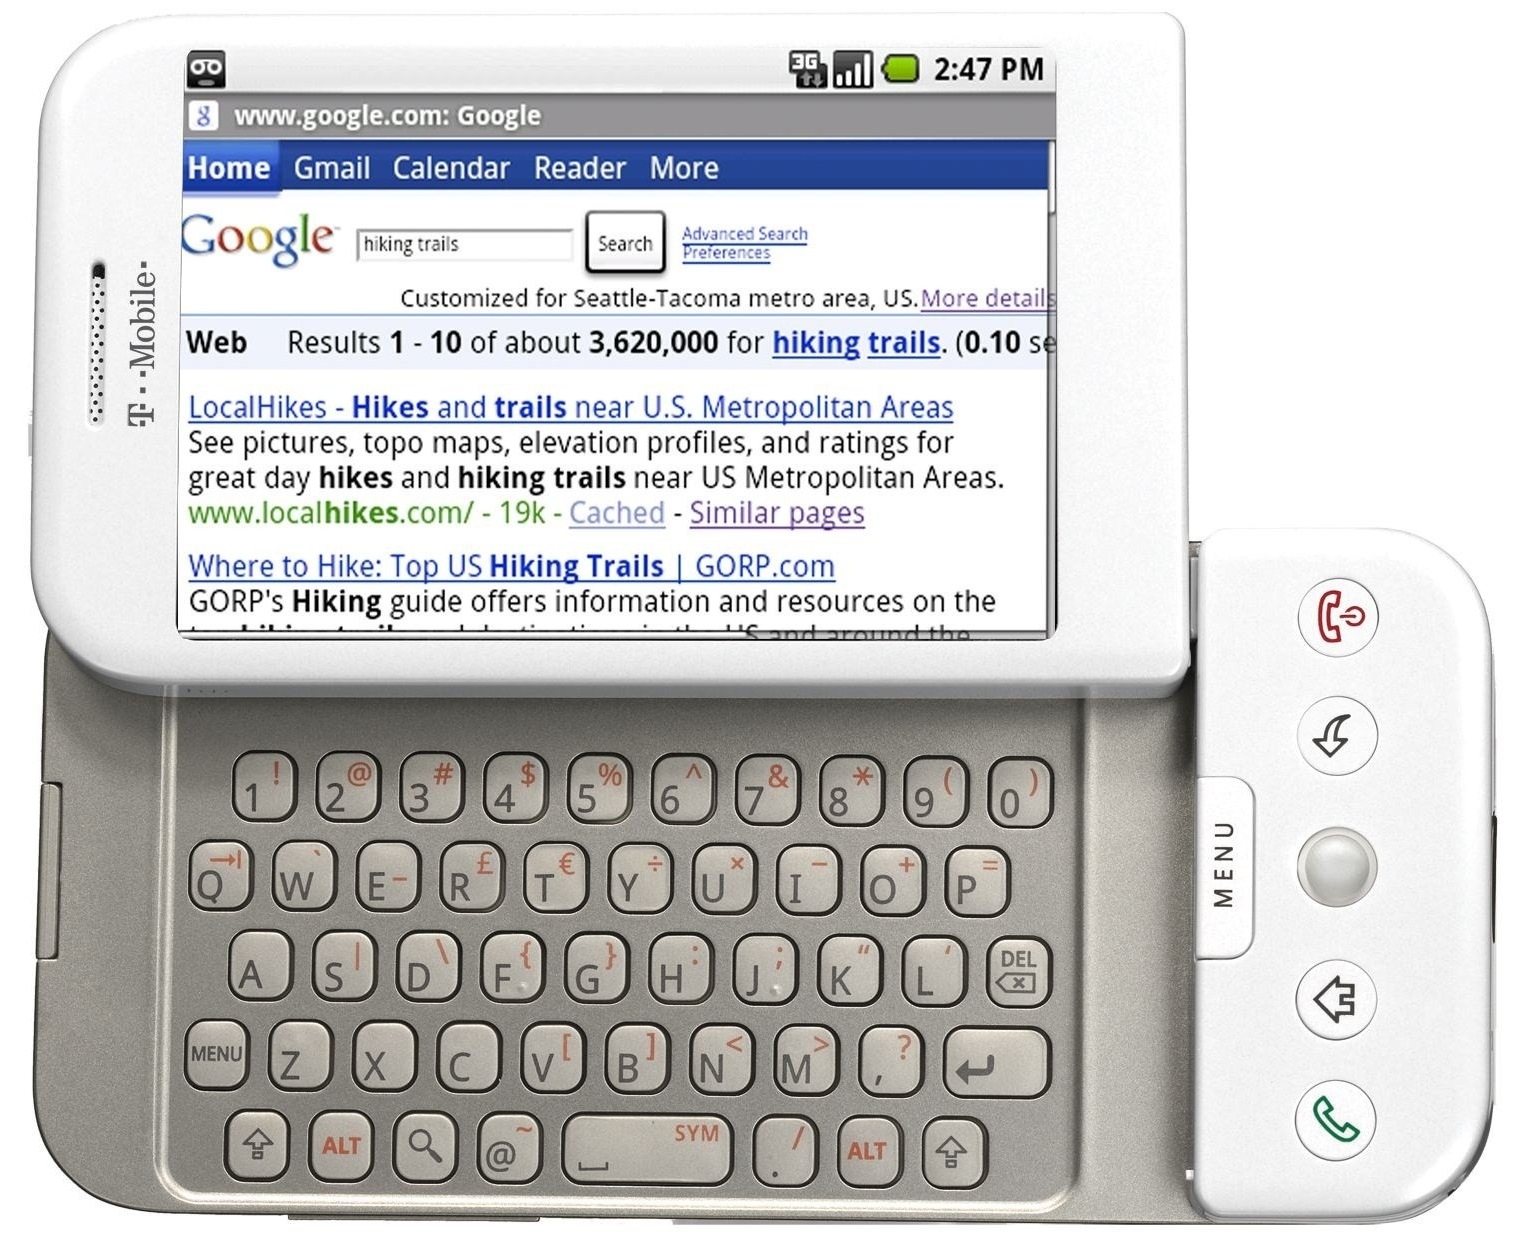 3G 2:47 PM
www.google.com: Google
Home Gmail Calendar Reader More
Google hiking trails Search Advanced Search
Preferences
Customized for Seattle-Tacoma metro area, US. More details
Web Results 1 - 10 of about 3,620,000 for hiking trails. (0.10 se
LocalHikes - Hikes and trails near U.S. Metropolitan Areas
See pictures, topo maps, elevation profiles, and ratings for
great day hikes and hiking trails near US Metropolitan Areas.
www.localhikes.com/ - 19k - Cached - Similar pages
Where to Hike: Top US Hiking Trails | GORP.com
GORP's Hiking guide offers information and resources on the
T··Mobile·
MENU
1 ! 2 @ 3 # 4 $ 5 % 6 ^ 7 & 8 * 9 ( 0 )
Q W ` E _ R £ T € Y ÷ U × I - O + P =
A S | D \ F { G } H : J ; K " L ' DEL
MENU Z X C V [ B ] N < M > , ?
ALT @ ~ SYM . / ALT